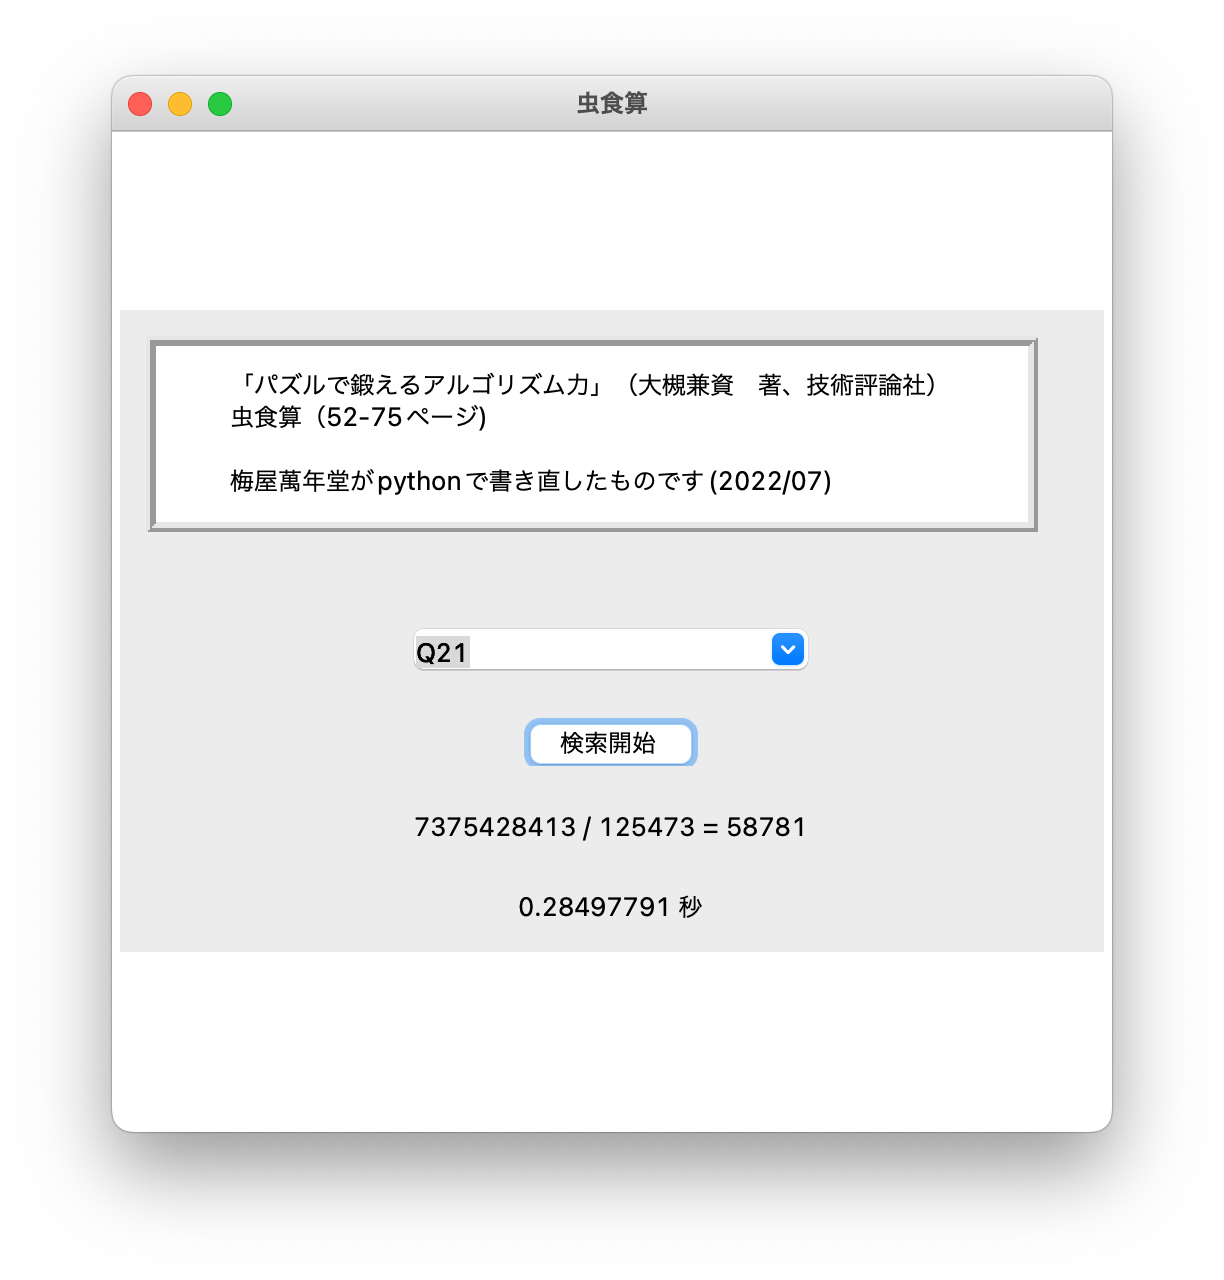 虫食算
「パズルで鍛えるアルゴリズム力」（大槻兼資　著、技術評論社）
虫食算（52-75ページ)
梅屋萬年堂がpythonで書き直したものです(2022/07)
Q21
検索開始
7375428413 / 125473 = 58781
0.28497791 秒